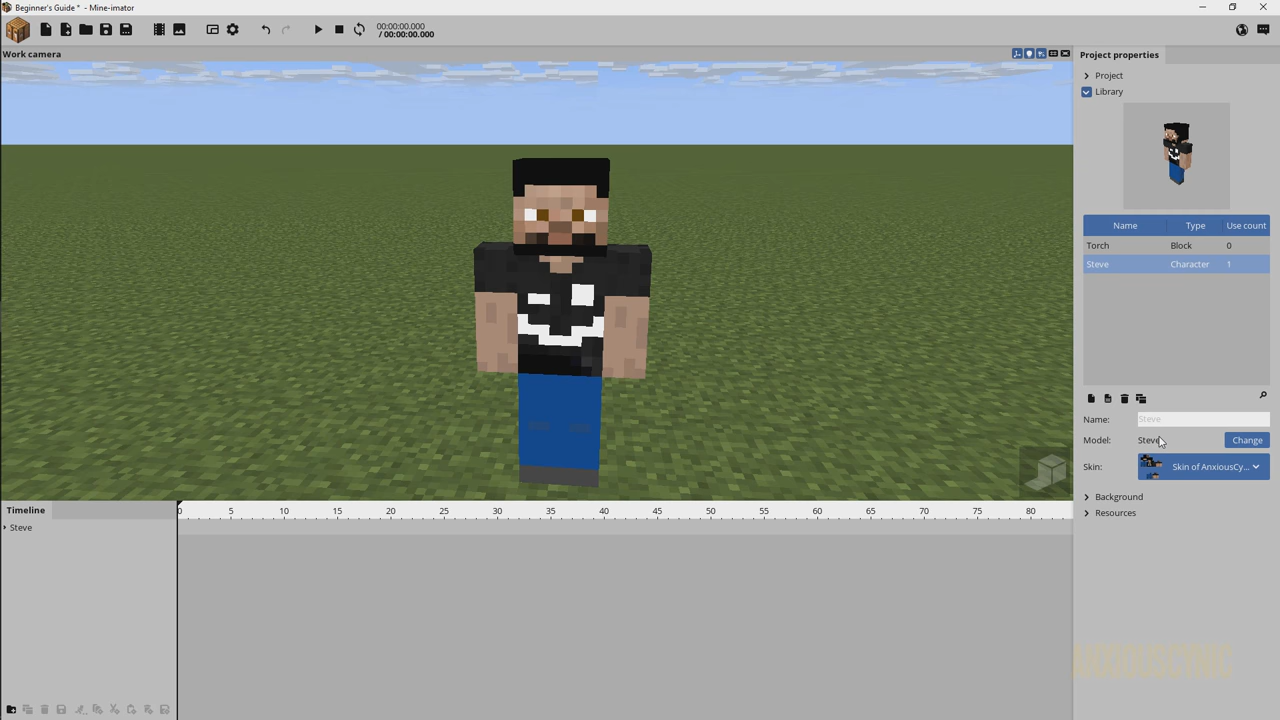 Beginner's Guide * - Mine-imator
00:00:00.000
/ 00:00:00.000
Work camera
Project properties
Project
Library
Name Type Use count
Torch Block 0
Steve Character 1
Name: Steve
Model: Steve Change
Skin: Skin of AnxiousCy...
Background
Resources
Timeline
0 5 10 15 20 25 30 35 40 45 50 55 60 65 70 75 80
Steve